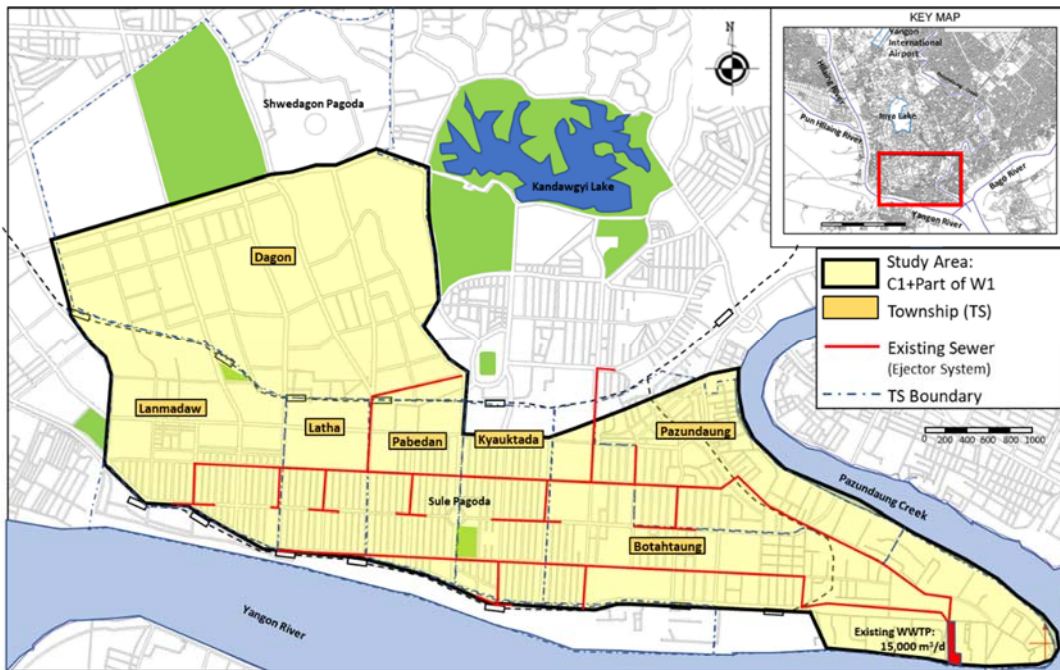 KEY MAP
Yangon
International
Airport
Hlaing River
Inya Lake
Pun Hlaing River
Bago River
Yangon River
N
Shwedagon Pagoda
Kandawgyi Lake
Study Area:
C1+Part of W1
Township (TS)
Existing Sewer
(Ejector System)
TS Boundary
0 200 400 600 800 1000
Dagon
Lanmadaw
Latha
Pabedan
Kyauktada
Pazundaung
Sule Pagoda
Pazundaung Creek
Botahtaung
Yangon River
Existing WWTP:
15,000 m³/d